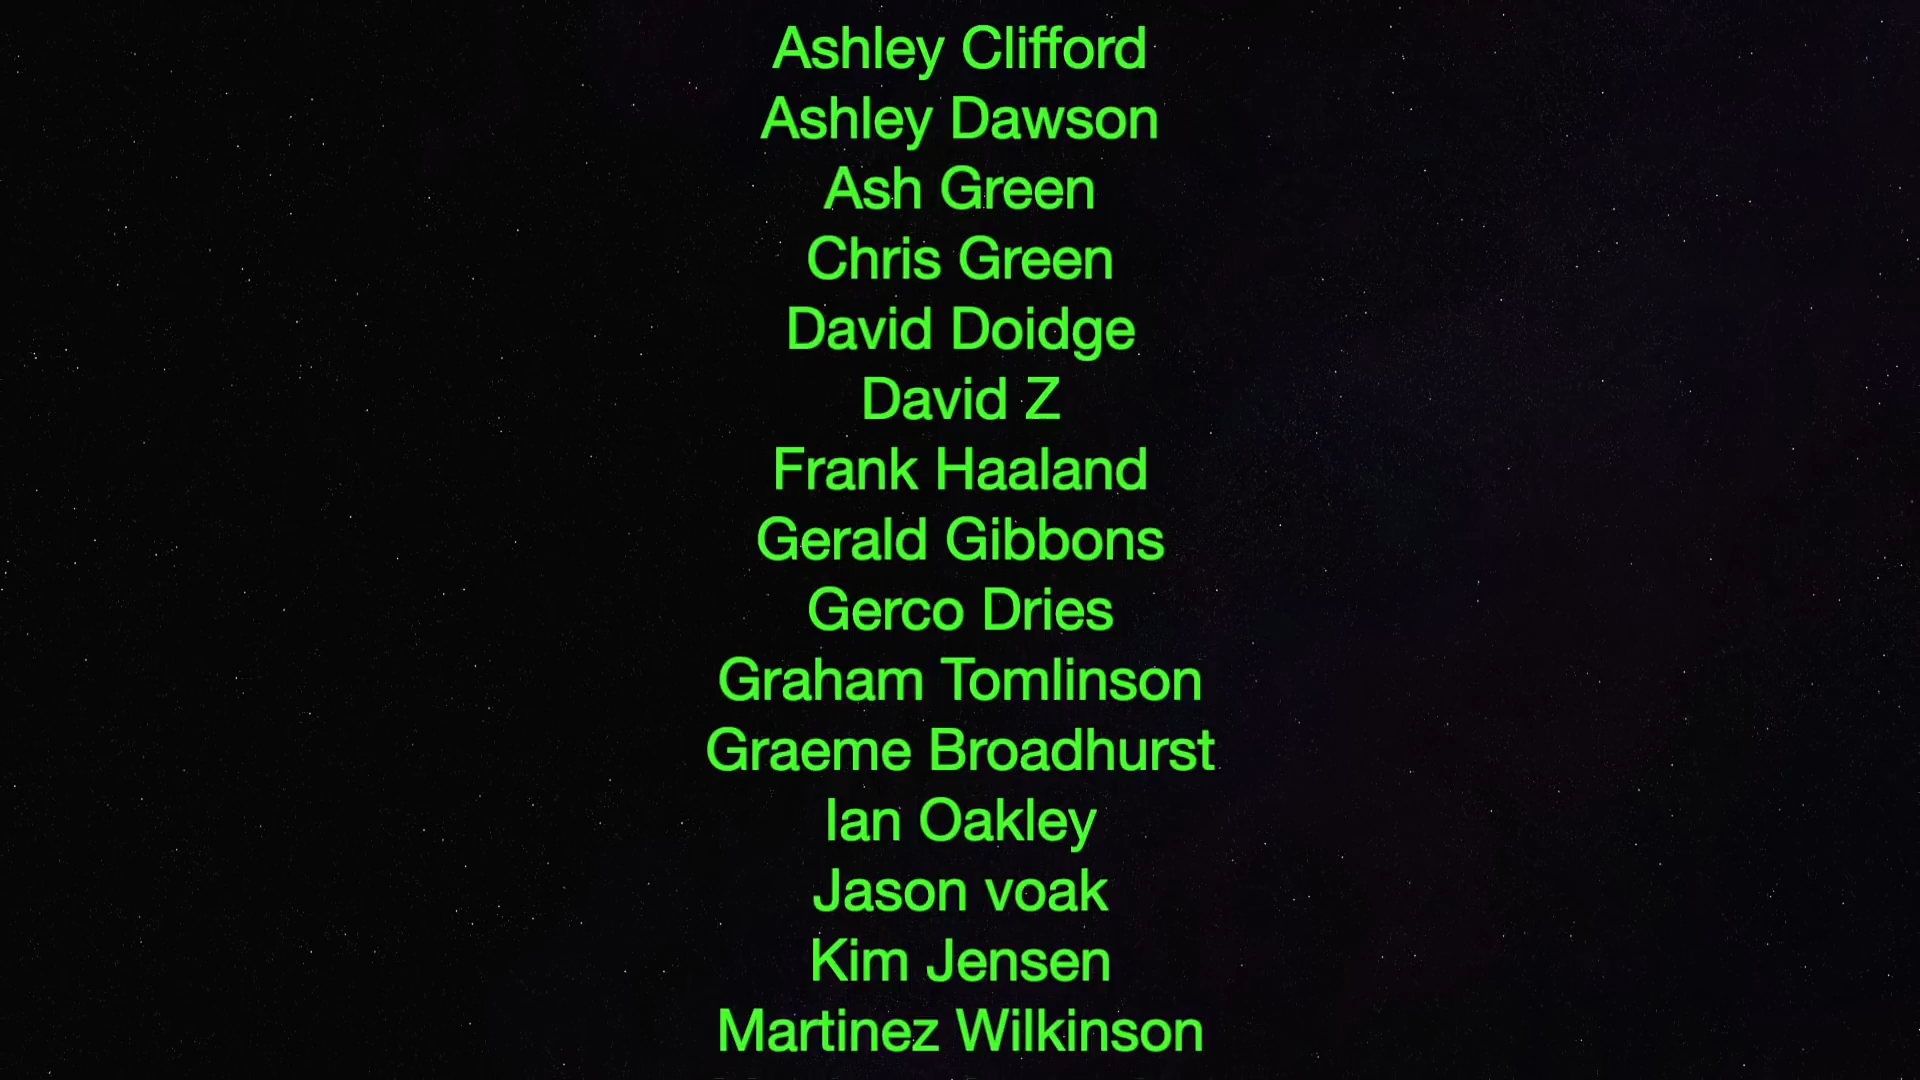 Ashley Clifford
Ashley Dawson
Ash Green
Chris Green
David Doidge
David Z
Frank Haaland
Gerald Gibbons
Gerco Dries
Graham Tomlinson
Graeme Broadhurst
Ian Oakley
Jason voak
Kim Jensen
Martinez Wilkinson